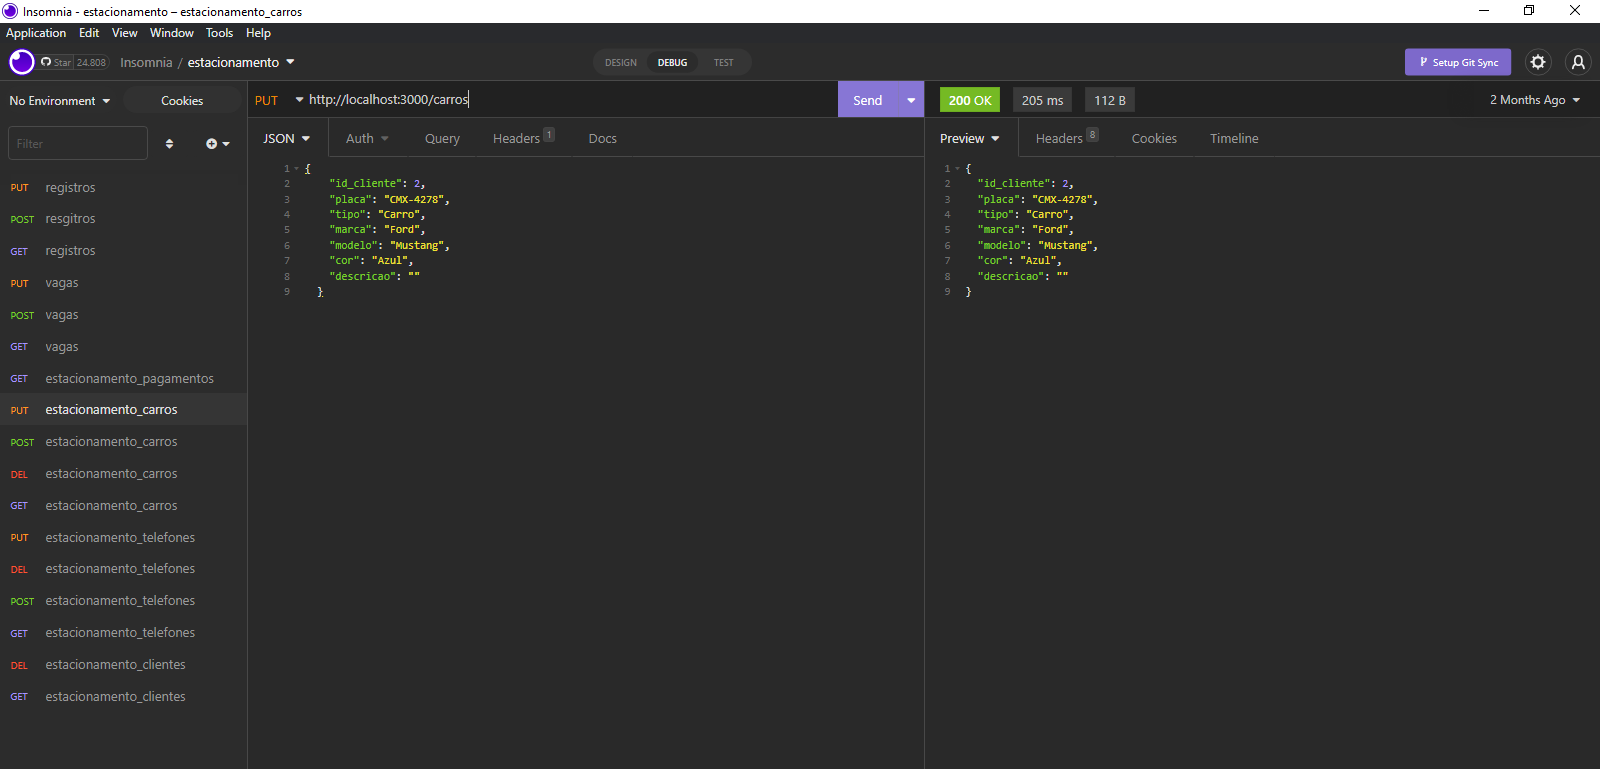 Insomnia - estacionamento – estacionamento_carros
Application Edit View Window Tools Help
Star 24.808 Insomnia / estacionamento DESIGN DEBUG TEST Setup Git Sync
No Environment Cookies
Filter
PUT registros
POST resgitros
GET registros
PUT vagas
POST vagas
GET vagas
GET estacionamento_pagamentos
PUT estacionamento_carros
POST estacionamento_carros
DEL estacionamento_carros
GET estacionamento_carros
PUT estacionamento_telefones
DEL estacionamento_telefones
POST estacionamento_telefones
GET estacionamento_telefones
DEL estacionamento_clientes
GET estacionamento_clientes
PUT http://localhost:3000/carros Send
JSON Auth Query Headers 1 Docs
1 {
2 "id_cliente": 2,
3 "placa": "CMX-4278",
4 "tipo": "Carro",
5 "marca": "Ford",
6 "modelo": "Mustang",
7 "cor": "Azul",
8 "descricao": ""
9 }
200 OK 205 ms 112 B 2 Months Ago
Preview Headers 8 Cookies Timeline
1 {
2 "id_cliente": 2,
3 "placa": "CMX-4278",
4 "tipo": "Carro",
5 "marca": "Ford",
6 "modelo": "Mustang",
7 "cor": "Azul",
8 "descricao": ""
9 }